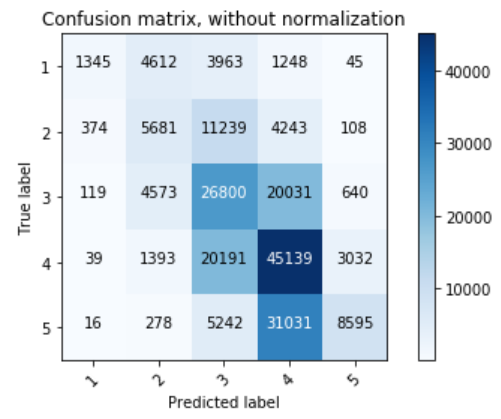 Confusion matrix, without normalization
1 1345 4612 3963 1248 45
2 374 5681 11239 4243 108
3 119 4573 26800 20031 640
4 39 1393 20191 45139 3032
5 16 278 5242 31031 8595
1 2 3 4 5
True label
Predicted label
40000
30000
20000
10000